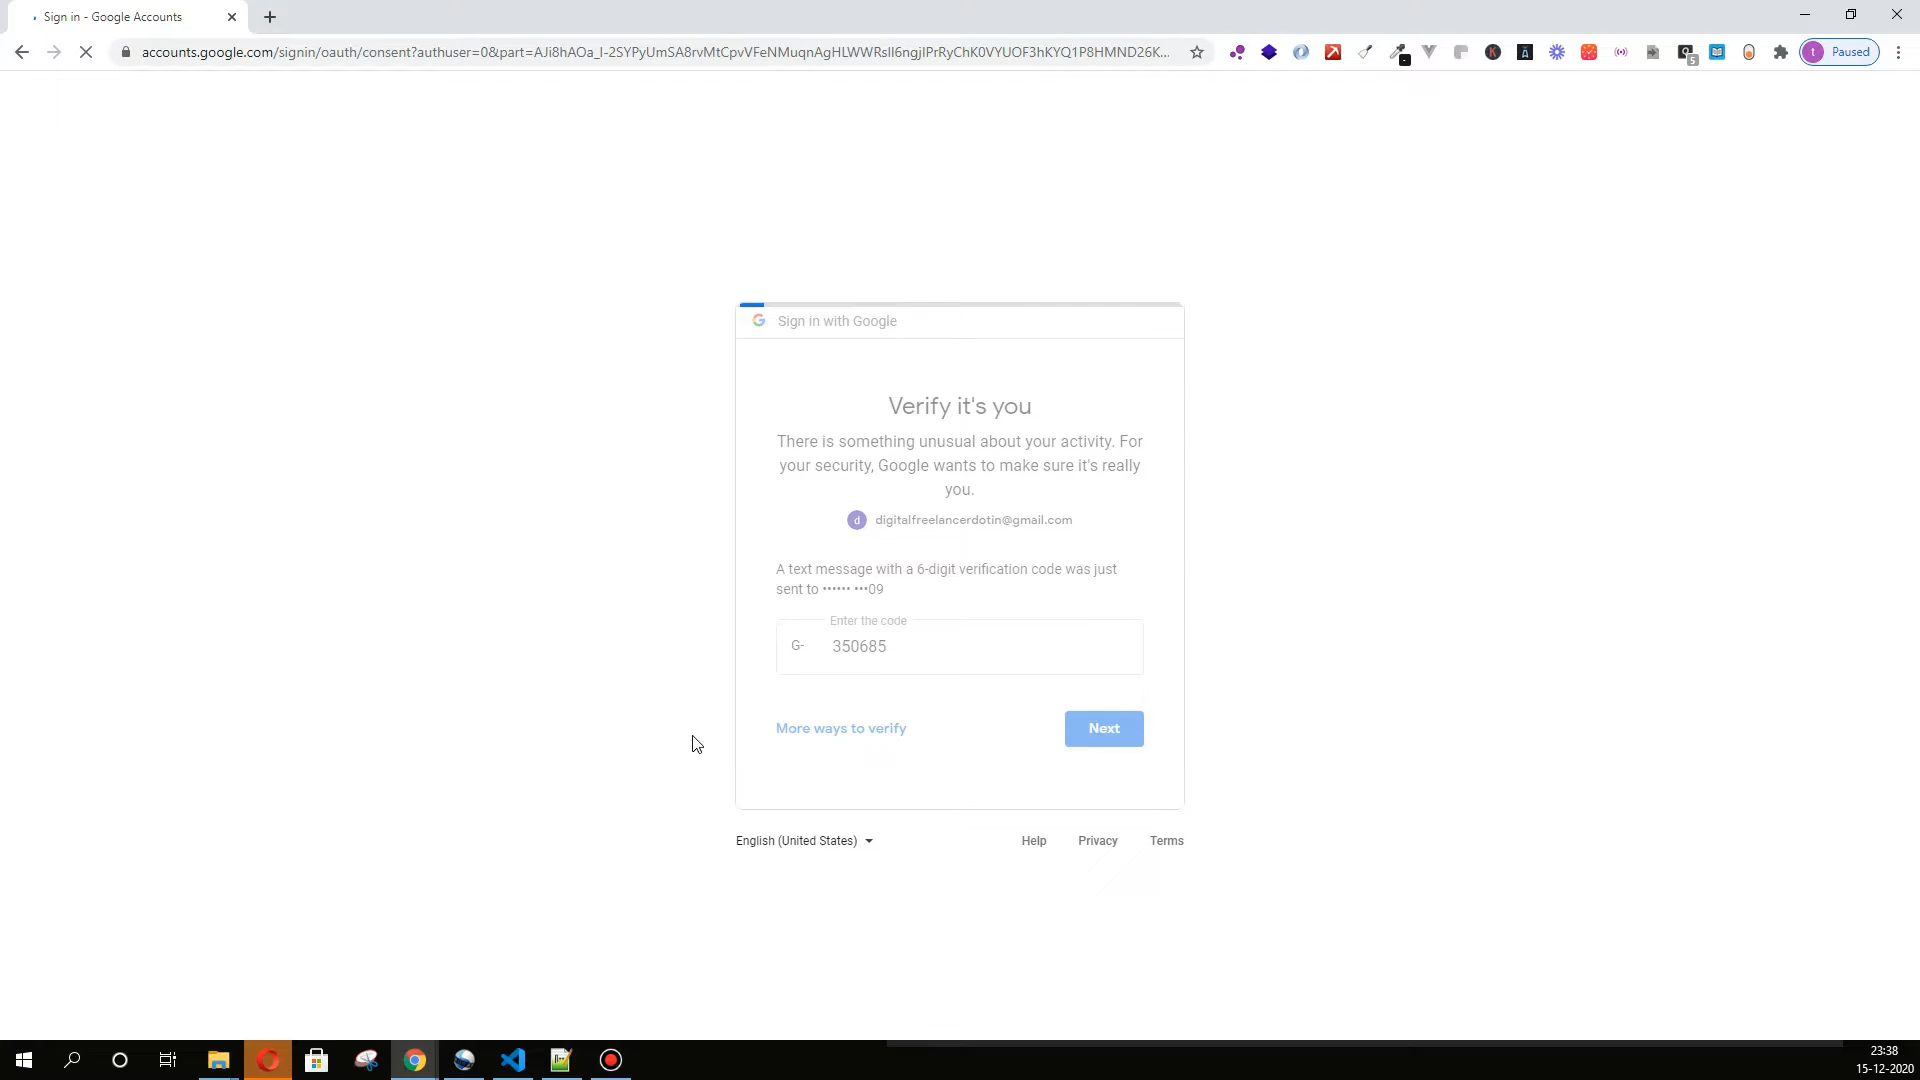 Sign in - Google Accounts
accounts.google.com/signin/oauth/consent?authuser=0&part=AJi8hAOa_I-2SYPyUmSA8rvMtCpvVFeNMuqnAgHLWWRsII6ngjIPrRyChK0VYUOF3hKYQ1P8HMND26K...
5
t Paused
Sign in with Google
Verify it's you
There is something unusual about your activity. For
your security, Google wants to make sure it's really
you.
d digitalfreelancerdotin@gmail.com
A text message with a 6-digit verification code was just
sent to •••••• •••09
Enter the code
G- 350685
More ways to verify
Next
English (United States)
Help Privacy Terms
23:38
15-12-2020